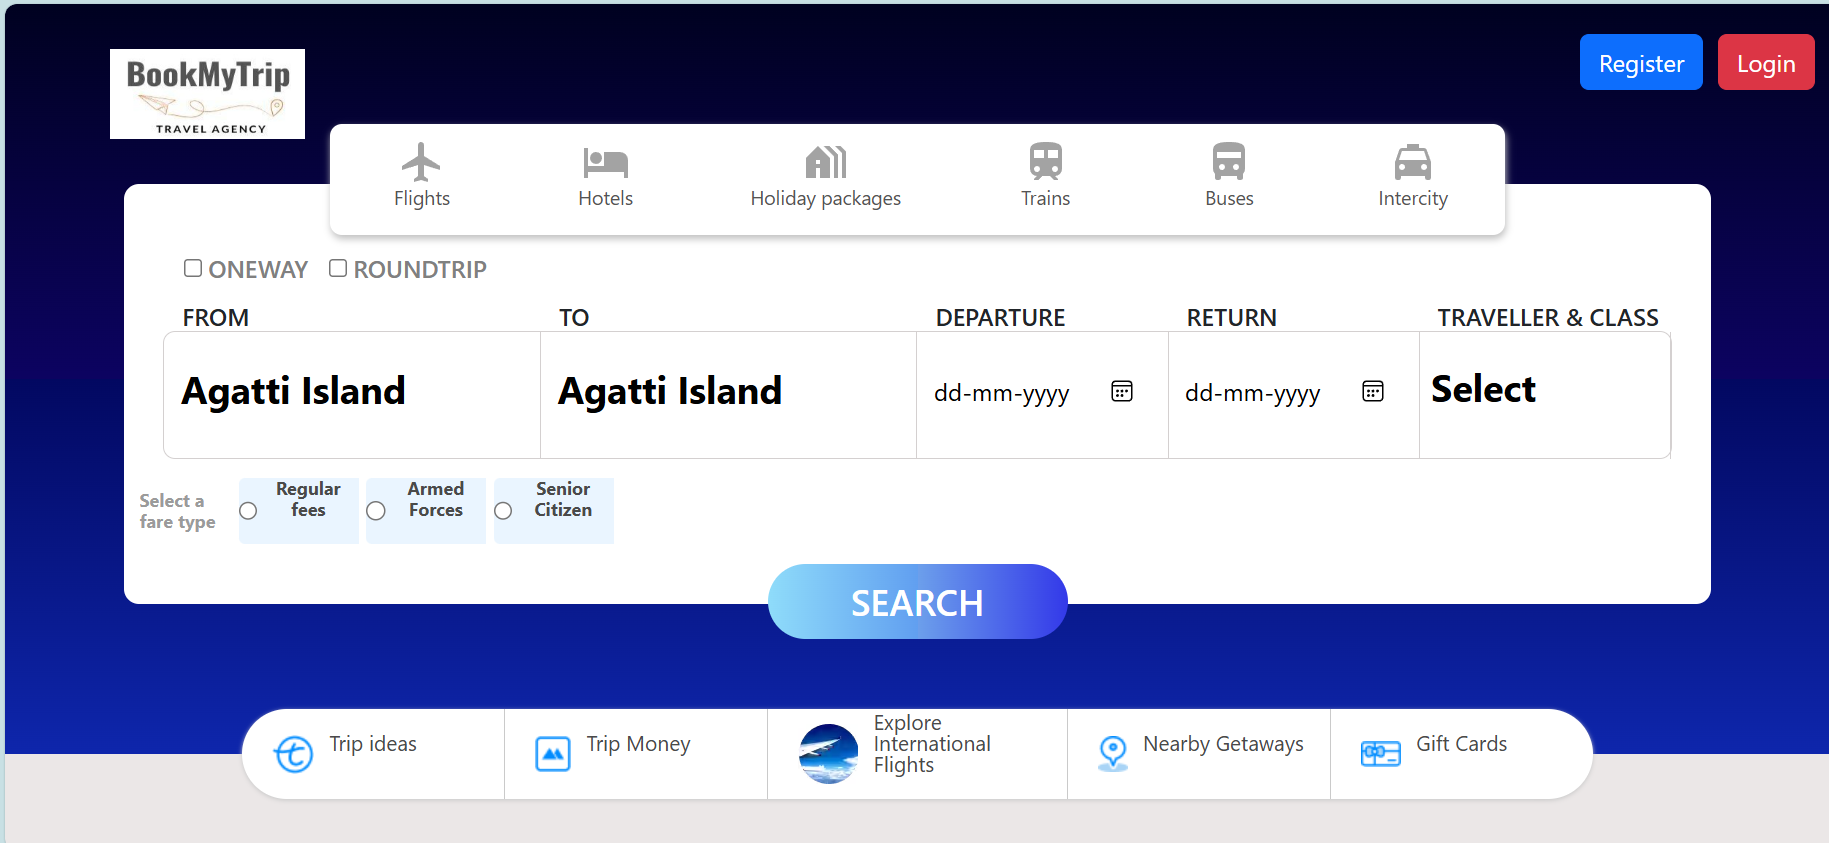 BookMyTrip
TRAVEL AGENCY
Register
Login
Flights
Hotels
Holiday packages
Trains
Buses
Intercity
ONEWAY
ROUNDTRIP
FROM
TO
DEPARTURE
RETURN
TRAVELLER & CLASS
Agatti Island
Agatti Island
dd-mm-yyyy
dd-mm-yyyy
Select
Select a
fare type
Regular
fees
Armed
Forces
Senior
Citizen
SEARCH
Trip ideas
Trip Money
Explore
International
Flights
Nearby Getaways
Gift Cards